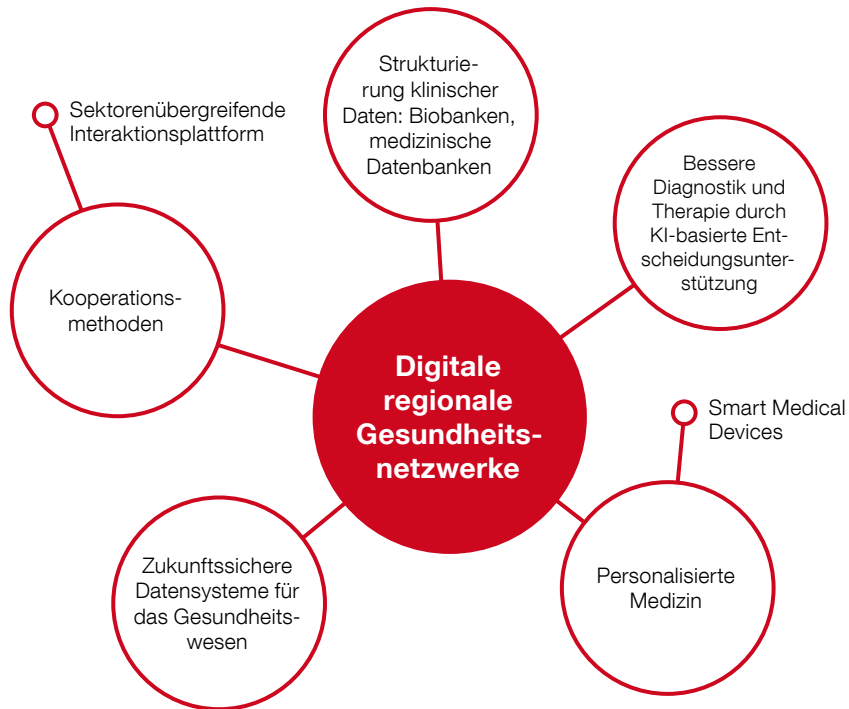 Strukturie-
rung klinischer
Daten: Biobanken,
medizinische
Datenbanken
Sektorenübergreifende
Interaktionsplattform
Bessere
Diagnostik und
Therapie durch
KI-basierte Ent-
scheidungsunter-
stützung
Kooperations-
methoden
Digitale
regionale
Gesundheits-
netzwerke
Smart Medical
Devices
Zukunftssichere
Datensysteme für
das Gesundheits-
wesen
Personalisierte
Medizin